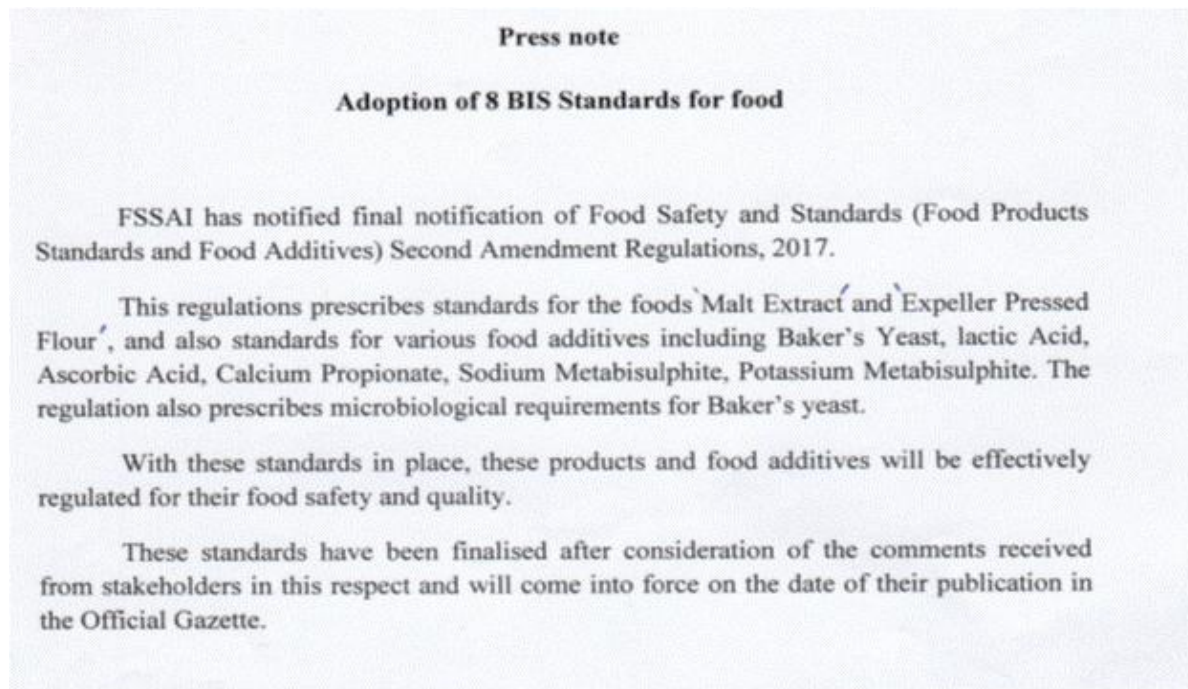 Press note
Adoption of 8 BIS Standards for food
FSSAI has notified final notification of Food Safety and Standards (Food Products
Standards and Food Additives) Second Amendment Regulations, 2017.
This regulations prescribes standards for the foods ‘Malt Extract’ and ‘Expeller Pressed
Flour’, and also standards for various food additives including Baker’s Yeast, lactic Acid,
Ascorbic Acid, Calcium Propionate, Sodium Metabisulphite, Potassium Metabisulphite. The
regulation also prescribes microbiological requirements for Baker’s yeast.
With these standards in place, these products and food additives will be effectively
regulated for their food safety and quality.
These standards have been finalised after consideration of the comments received
from stakeholders in this respect and will come into force on the date of their publication in
the Official Gazette.